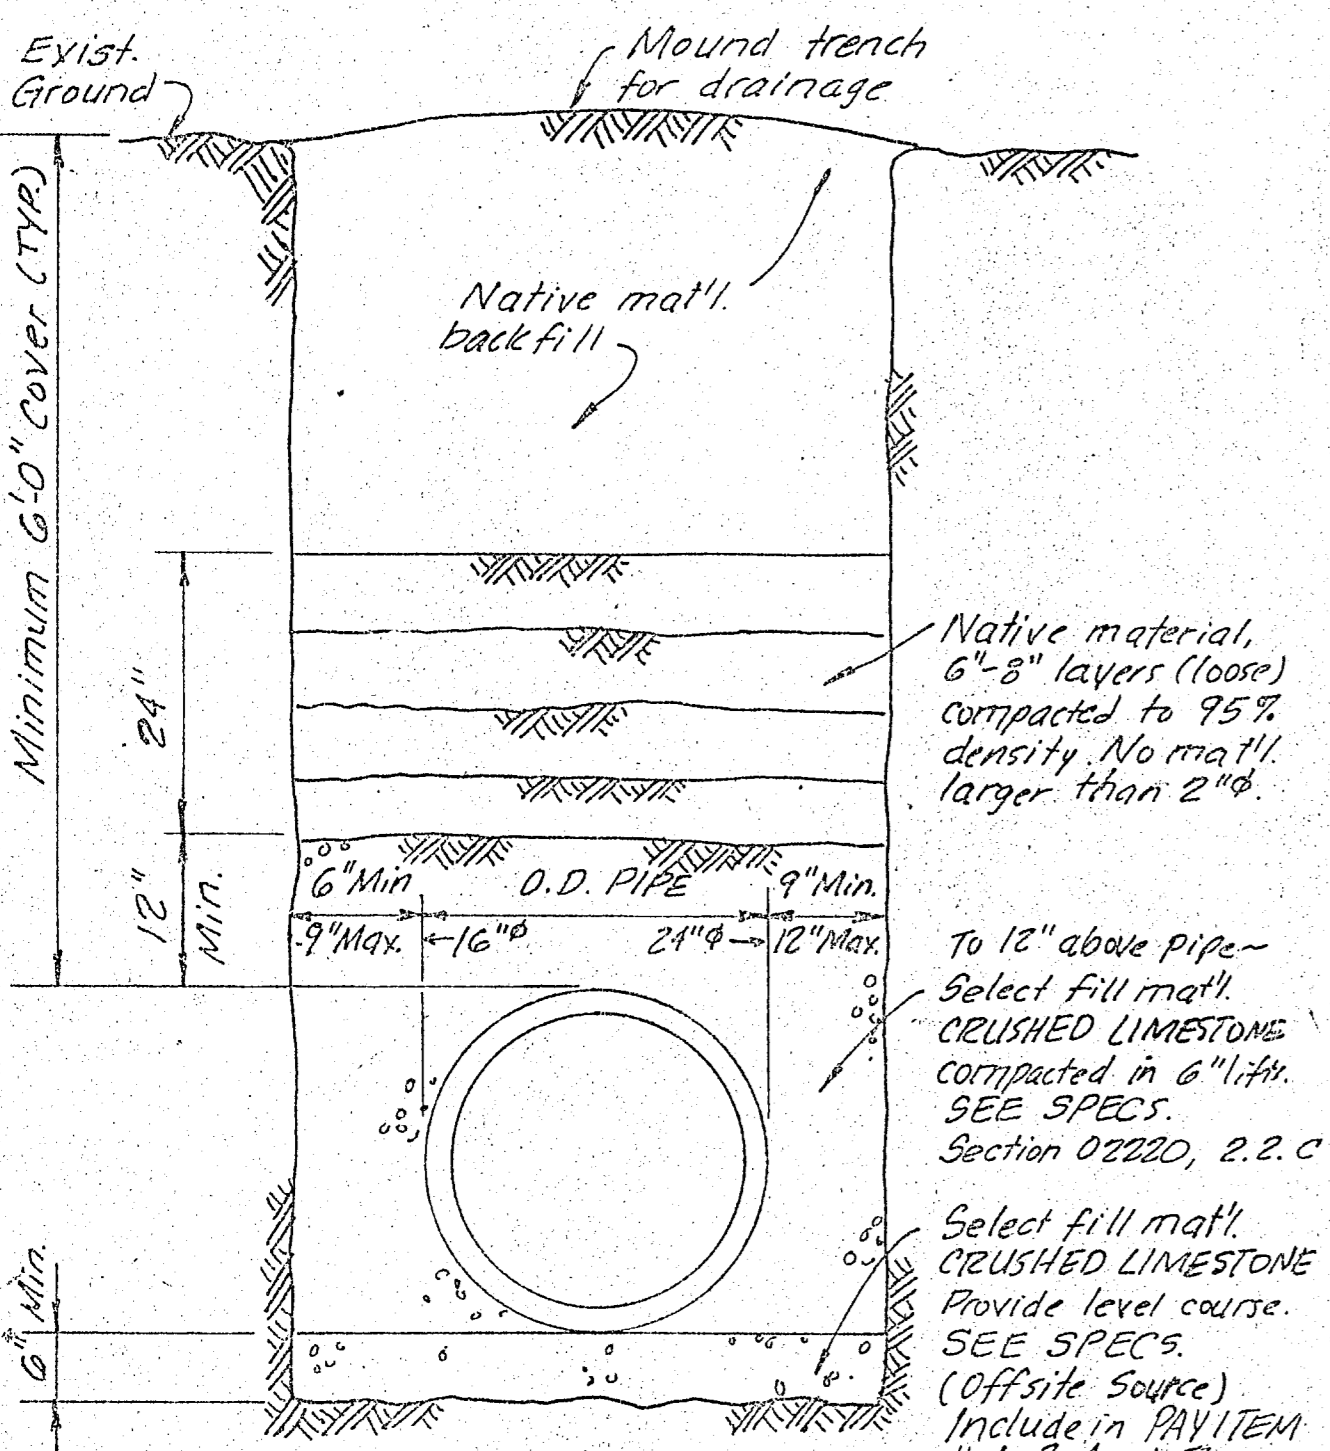 Exist.
Ground
Mound trench
for drainage
Minimum 6'-0" Cover (TYP.)
Native mat'l.
backfill
24"
Native material,
6"-8" layers (loose)
compacted to 95%
density. No mat'l.
larger than 2"φ.
12"
Min.
6"Min O.D. PIPE 9"Min.
9"Max. ←16"φ 24"φ→ 12"Max.
To 12" above pipe~
Select fill mat'l.
CRUSHED LIMESTONE
compacted in 6" lifts.
SEE SPECS.
Section 02220, 2.2.C
6" Min.
Select fill mat'l.
CRUSHED LIMESTONE
Provide level course.
SEE SPECS.
(Offsite Source)
Include in PAY ITEM